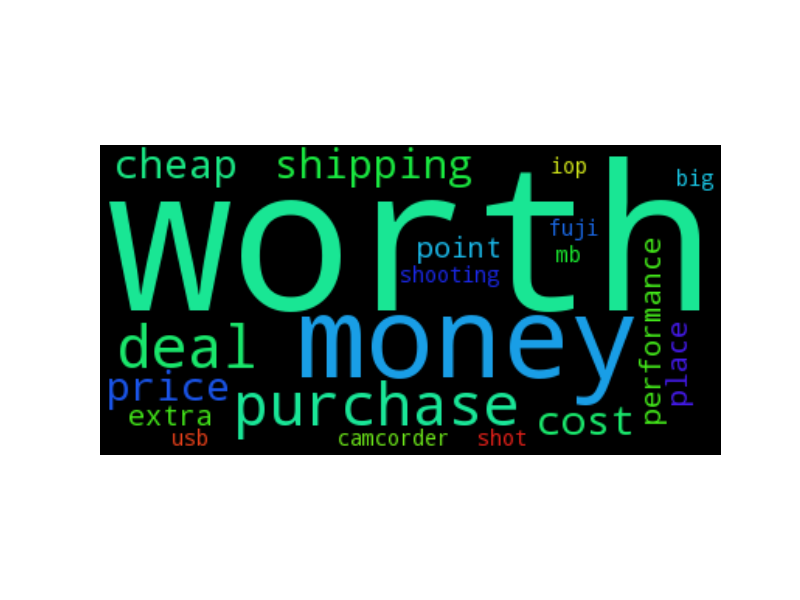 cheap shipping iop big
worth
fuji
point mb
shooting
performance
place
deal money
price purchase
extra cost
usb camcorder shot